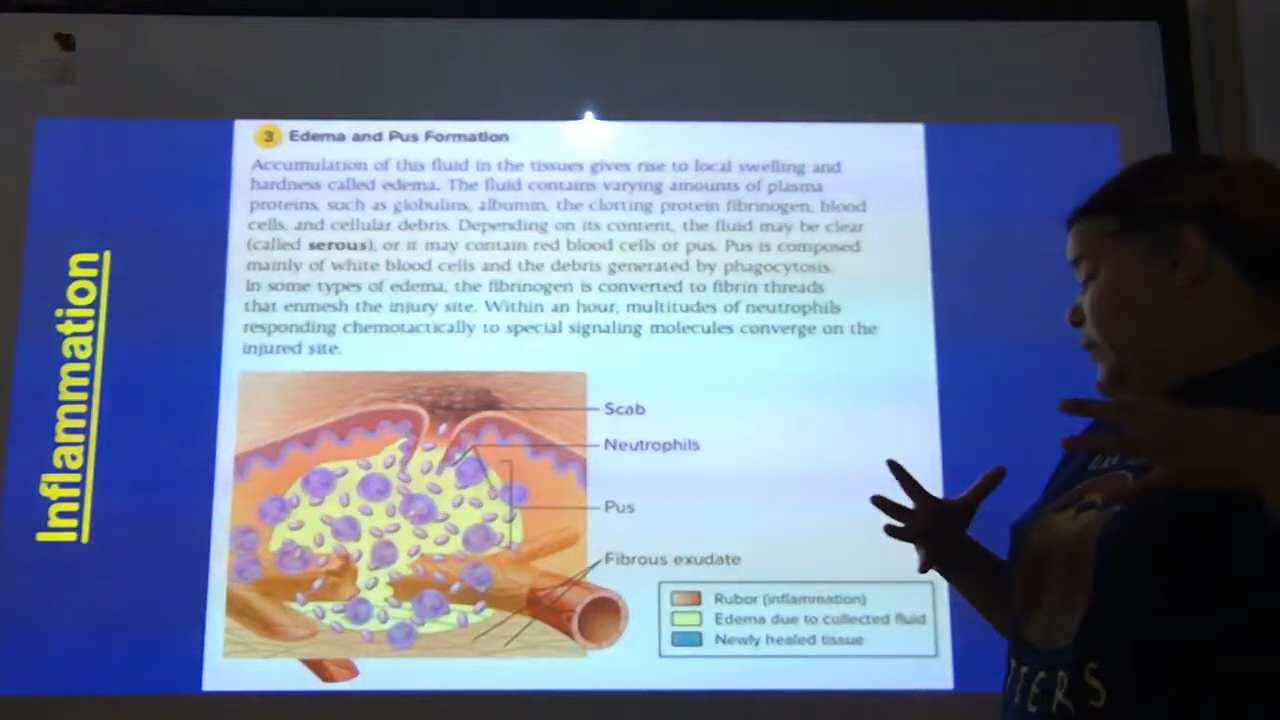 Inflammation
3 Edema and Pus Formation
Accumulation of this fluid in the tissues gives rise to local swelling and
hardness called edema. The fluid contains varying amounts of plasma
proteins, such as globulins, albumin, the clotting protein fibrinogen, blood
cells, and cellular debris. Depending on its content, the fluid may be clear
(called serous), or it may contain red blood cells or pus. Pus is composed
mainly of white blood cells and the debris generated by phagocytosis.
In some types of edema, the fibrinogen is converted to fibrin threads
that enmesh the injury site. Within an hour, multitudes of neutrophils
responding chemotactically to special signaling molecules converge on the
injured site.
Scab
Neutrophils
Pus
Fibrous exudate
Rubor (inflammation)
Edema due to collected fluid
Newly healed tissue